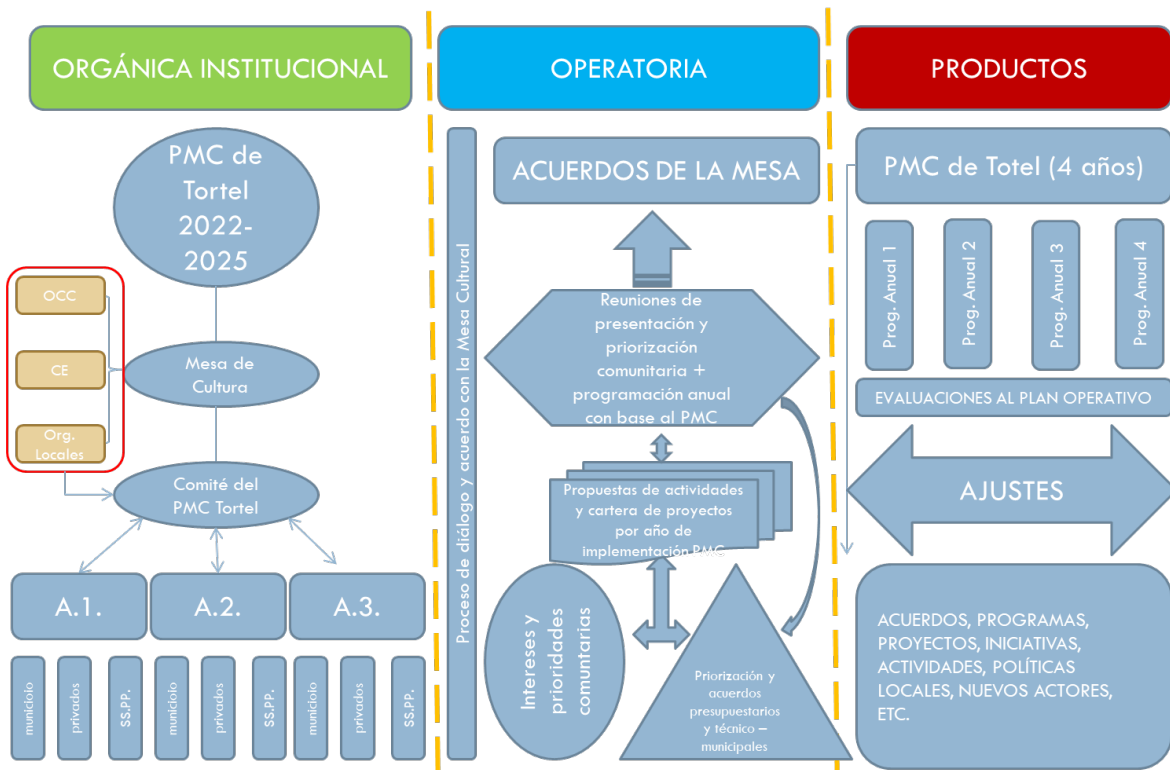 ORGÁNICA INSTITUCIONAL
PMC de
Tortel
2022-
2025
OCC
CE
Org.
Locales
Mesa de
Cultura
Comité del
PMC Tortel
A.1.
A.2.
A.3.
municioio
privados
SS.PP.
municioio
privados
SS.PP.
municioio
privados
SS.PP.
OPERATORIA
Proceso de diálogo y acuerdo con la Mesa Cultural
ACUERDOS DE LA MESA
Reuniones de
presentación y
priorización
comunitaria +
programación anual
con base al PMC
Propuestas de actividades
y cartera de proyectos
por año de
implementación PMC
Intereses y
prioridades
comuntarias
Priorización y
acuerdos
presupuestarios
y técnico –
municipales
PRODUCTOS
PMC de Totel (4 años)
Prog. Anual 1
Prog. Anual 2
Prog. Anual 3
Prog. Anual 4
EVALUACIONES AL PLAN OPERATIVO
AJUSTES
ACUERDOS, PROGRAMAS,
PROYECTOS, INICIATIVAS,
ACTIVIDADES, POLÍTICAS
LOCALES, NUEVOS ACTORES,
ETC.